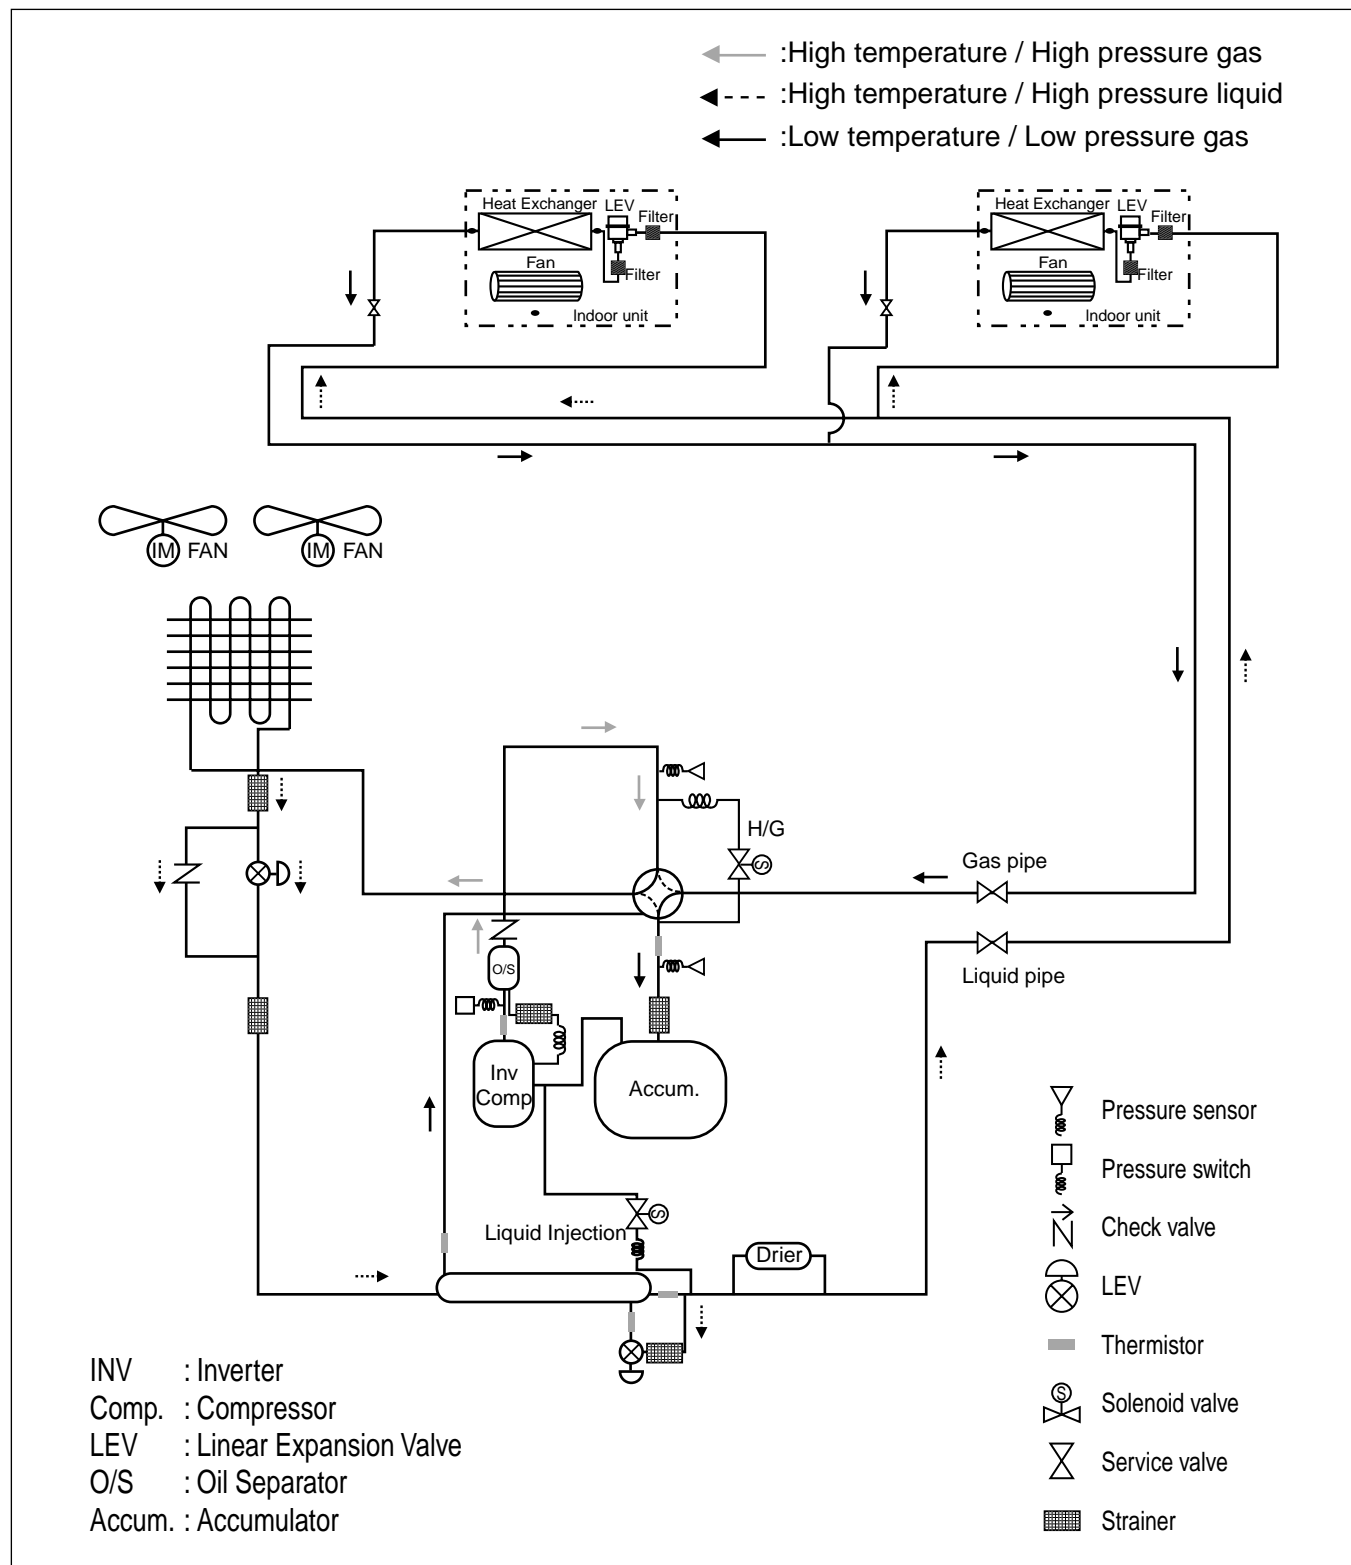 :High temperature / High pressure gas
:High temperature / High pressure liquid
:Low temperature / Low pressure gas
Heat Exchanger
LEV
Filter
Fan
Filter
Indoor unit
Heat Exchanger
LEV
Filter
Fan
Filter
Indoor unit
IM FAN
IM FAN
H/G
S
Gas pipe
Liquid pipe
O/S
Inv
Comp
Accum.
Liquid Injection
S
Drier
Pressure sensor
Pressure switch
Check valve
LEV
Thermistor
S
Solenoid valve
Service valve
Strainer
INV : Inverter
Comp. : Compressor
LEV : Linear Expansion Valve
O/S : Oil Separator
Accum. : Accumulator